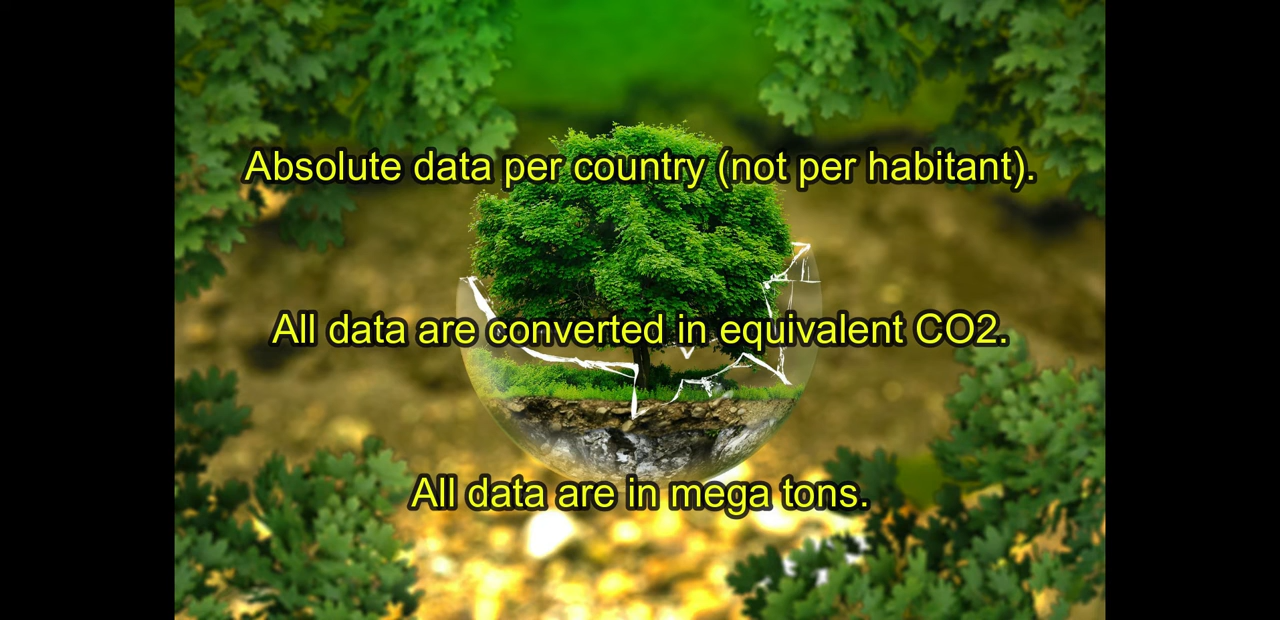 Absolute data per country (not per habitant).
All data are converted in equivalent CO2.
All data are in mega tons.